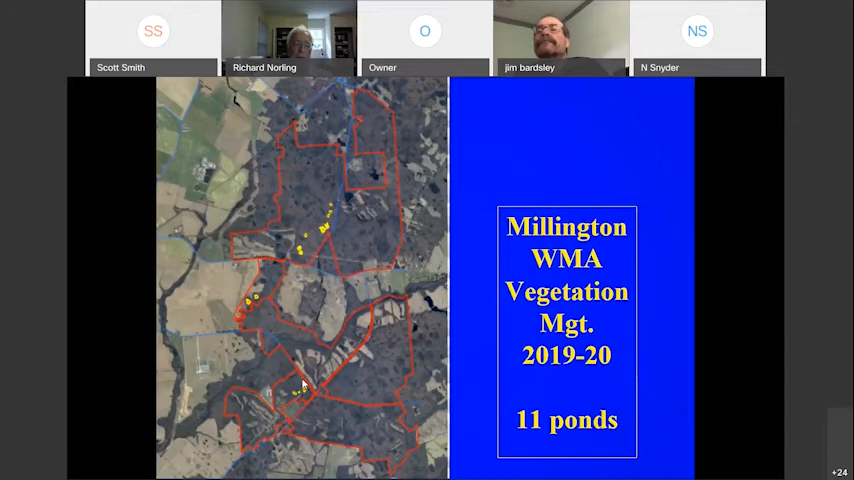 SS
O
NS
Scott Smith
Richard Norling
Owner
jim bardsley
N Snyder
Millington
WMA
Vegetation
Mgt.
2019-20
11 ponds
+24